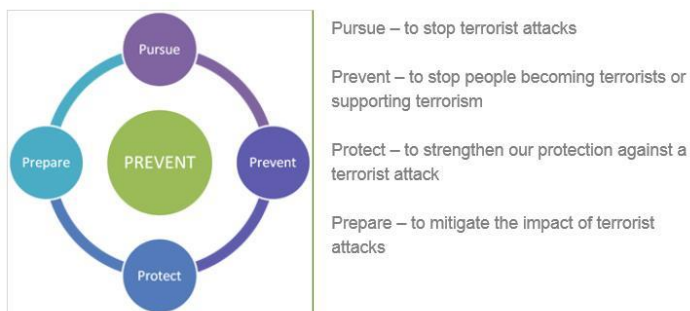 Pursue
Prepare
PREVENT
Prevent
Protect
Pursue – to stop terrorist attacks
Prevent – to stop people becoming terrorists or
supporting terrorism
Protect – to strengthen our protection against a
terrorist attack
Prepare – to mitigate the impact of terrorist
attacks